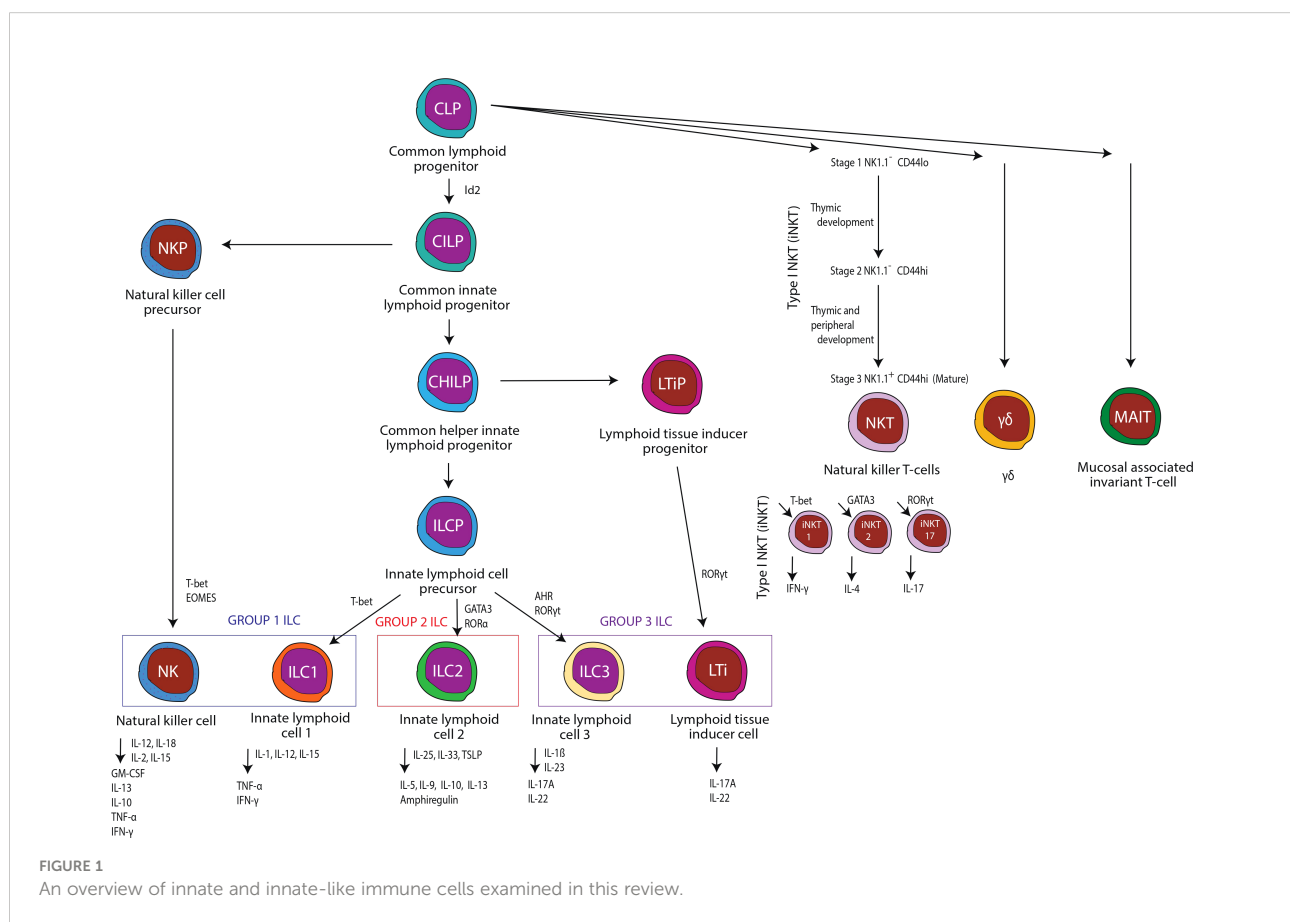 CLP
Common lymphoid
progenitor
Id2
CILP
Common innate
lymphoid progenitor
NKP
Natural killer cell
precursor
CHILP
Common helper innate
lymphoid progenitor
LTiP
Lymphoid tissue inducer
progenitor
ILCP
Innate lymphoid cell
precursor
Stage 1 NK1.1⁻ CD44lo
Thymic
development
Type I NKT (iNKT)
Stage 2 NK1.1⁻ CD44hi
Thymic and
peripheral
development
Stage 3 NK1.1⁺ CD44hi (Mature)
NKT
Natural killer T-cells
γδ
γδ
MAIT
Mucosal associated
invariant T-cell
Type I NKT (iNKT)
T-bet
GATA3
RORγt
iNKT
1
iNKT
2
iNKT
17
IFN-γ
IL-4
IL-17
T-bet
EOMES
T-bet
GATA3
RORα
AHR
RORγt
RORγt
GROUP 1 ILC
GROUP 2 ILC
GROUP 3 ILC
NK
ILC1
ILC2
ILC3
LTi
Natural killer cell
IL-12, IL-18
IL-2, IL-15
GM-CSF
IL-13
IL-10
TNF-α
IFN-γ
Innate lymphoid
cell 1
IL-1, IL-12, IL-15
TNF-α
IFN-γ
Innate lymphoid
cell 2
IL-25, IL-33, TSLP
IL-5, IL-9, IL-10, IL-13
Amphiregulin
Innate lymphoid
cell 3
IL-1ß
IL-23
IL-17A
IL-22
Lymphoid tissue
inducer cell
IL-17A
IL-22
FIGURE 1
An overview of innate and innate-like immune cells examined in this review.